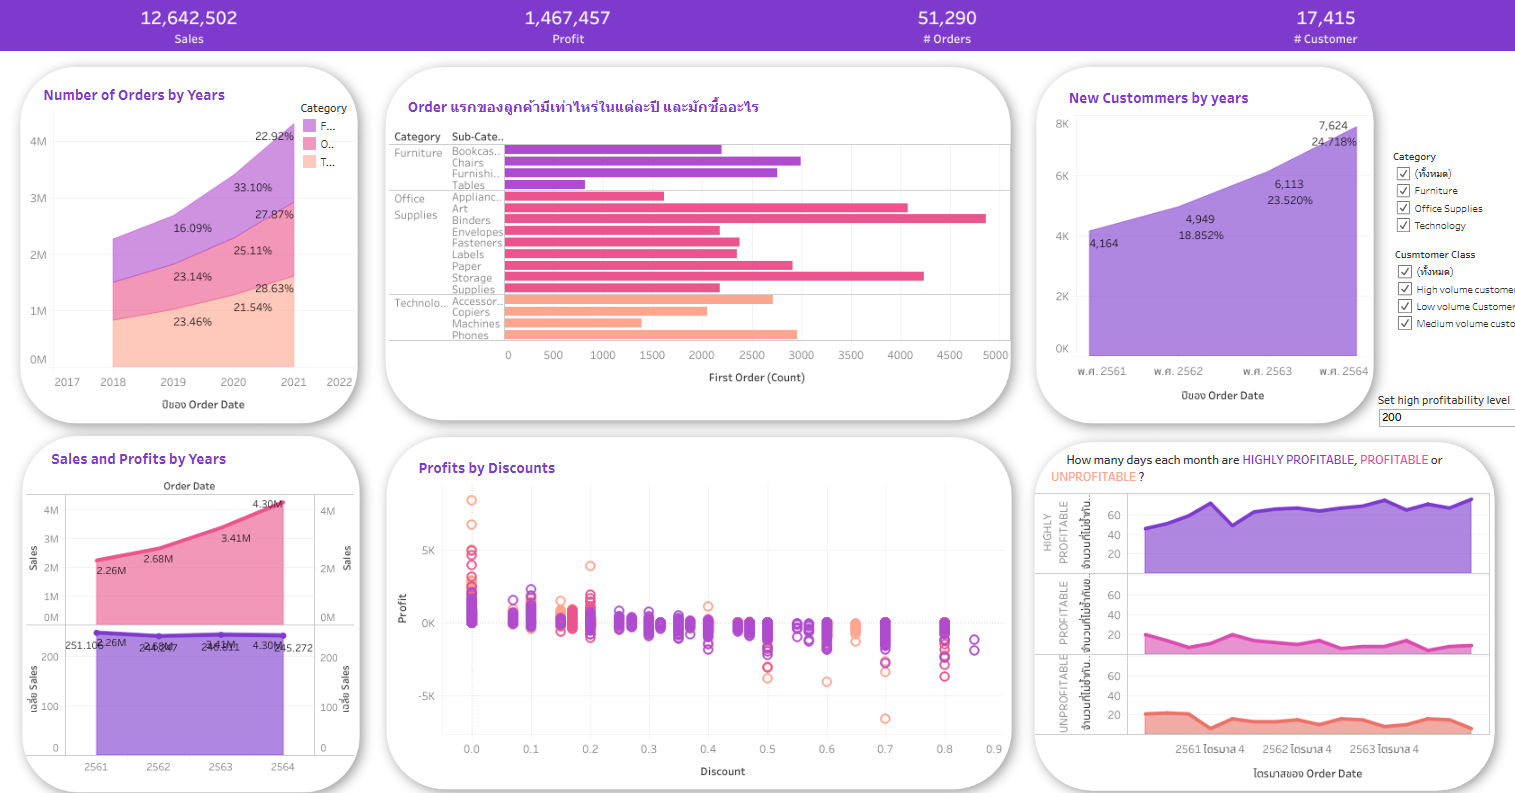 12,642,502
Sales
1,467,457
Profit
51,290
# Orders
17,415
# Customer
Number of Orders by Years
Category
F...
O..
T...
4M
3M
2M
1M
0M
22.92%
33.10%
27.87%
16.09%
25.11%
23.14%
28.63%
21.54%
23.46%
2017
2018
2019
2020
2021
2022
ปีของ Order Date
Order แรกของลูกค้ามีเท่าไหร่ในแต่ละปี และมักซื้ออะไร
Category
Sub-Cate..
Furniture
Bookcas..
Chairs
Furnishi..
Tables
Office
Supplies
Applianc..
Art
Binders
Envelopes
Fasteners
Labels
Paper
Storage
Supplies
Technolo..
Accessor..
Copiers
Machines
Phones
0
500
1000
1500
2000
2500
3000
3500
4000
4500
5000
First Order (Count)
New Custommers by years
8K
6K
4K
2K
0K
7,624
24.718%
6,113
23.520%
4,949
18.852%
4,164
พ.ศ. 2561
พ.ศ. 2562
พ.ศ. 2563
พ.ศ. 2564
ปีของ Order Date
Category
(ทั้งหมด)
Furniture
Office Supplies
Technology
Cusmtomer Class
(ทั้งหมด)
High volume customer
Low volume Customer
Medium volume custo
Set high profitability level
200
Sales and Profits by Years
Order Date
4M
3M
2M
1M
0M
Sales
4.30M
3.41M
2.68M
2.26M
4M
2M
0M
Sales
200
100
0
เฉลี่ย Sales
251.106
2.26M
3.41M
4.30M
245.272
200
100
0
เฉลี่ย Sales
2561
2562
2563
2564
Profits by Discounts
Profit
5K
0K
-5K
0.0
0.1
0.2
0.3
0.4
0.5
0.6
0.7
0.8
0.9
Discount
How many days each month are HIGHLY PROFITABLE, PROFITABLE or
UNPROFITABLE ?
HIGHLY
PROFITABLE
จำนวนที่ไม่ซ้ำกัน..
60
40
20
PROFITABLE
จำนวนที่ไม่ซ้ำกัน..
60
40
20
UNPROFITABLE
จำนวนที่ไม่ซ้ำกัน..
60
40
20
2561 ไตรมาส 4
2562 ไตรมาส 4
2563 ไตรมาส 4
ไตรมาสของ Order Date